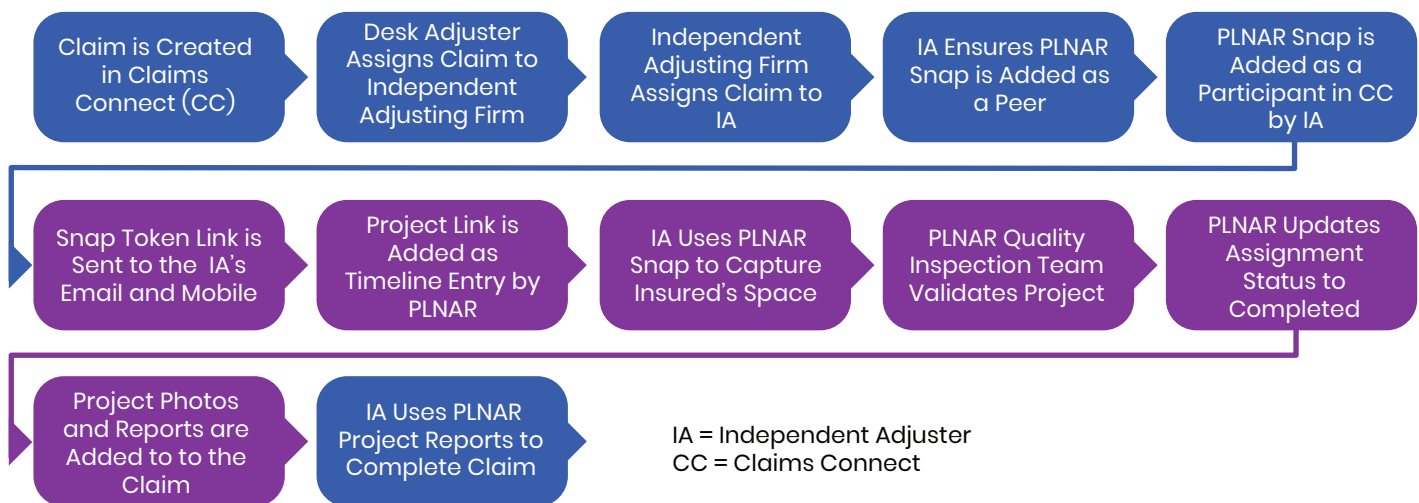 Claim is Created
in Claims
Connect (CC)
Desk Adjuster
Assigns Claim to
Independent
Adjusting Firm
Independent
Adjusting Firm
Assigns Claim to
IA
IA Ensures PLNAR
Snap is Added as
a Peer
PLNAR Snap is
Added as a
Participant in CC
by IA
Snap Token Link is
Sent to the IA's
Email and Mobile
Project Link is
Added as
Timeline Entry by
PLNAR
IA Uses PLNAR
Snap to Capture
Insured's Space
PLNAR Quality
Inspection Team
Validates Project
PLNAR Updates
Assignment
Status to
Completed
Project Photos
and Reports are
Added to to the
Claim
IA Uses PLNAR
Project Reports to
Complete Claim
IA = Independent Adjuster
CC = Claims Connect